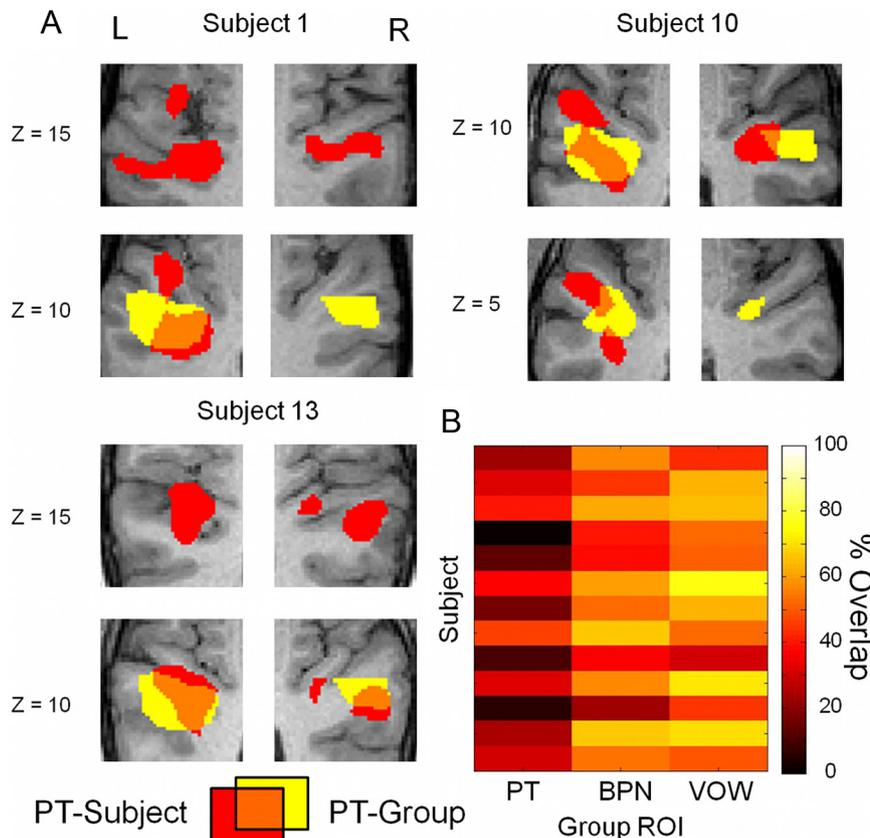 A
L
Subject 1
R
Subject 10
Z = 15
Z = 10
Z = 10
Z = 5
Subject 13
B
Z = 15
Z = 10
PT-Subject
PT-Group
Subject
100
80
60
40
20
0
% Overlap
PT
BPN
VOW
Group ROI